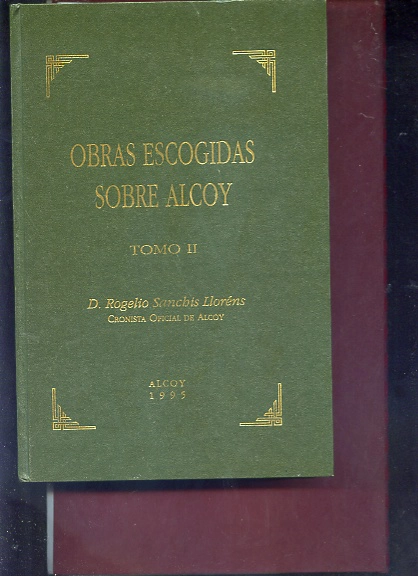 OBRAS ESCOGIDAS
SOBRE ALCOY
TOMO II
D. Rogelio Sanchis Lloréns
CRONISTA OFICIAL DE ALCOY
ALCOY
1995